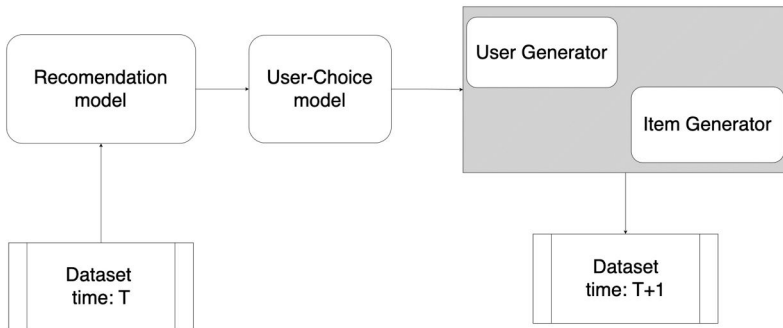 Recomendation
model
User-Choice
model
User Generator
Item Generator
Dataset
time: T
Dataset
time: T+1